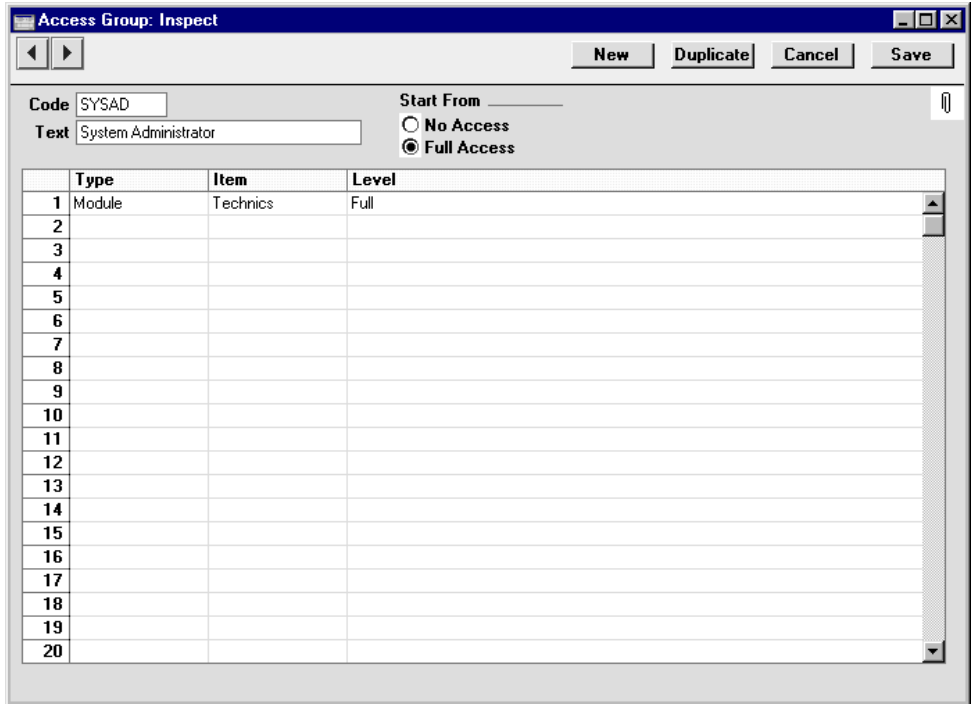 Access Group: Inspect
New Duplicate Cancel Save
Code SYSAD
Text System Administrator
Start From
No Access
Full Access
Type Item Level
1 Module Technics Full
2
3
4
5
6
7
8
9
10
11
12
13
14
15
16
17
18
19
20